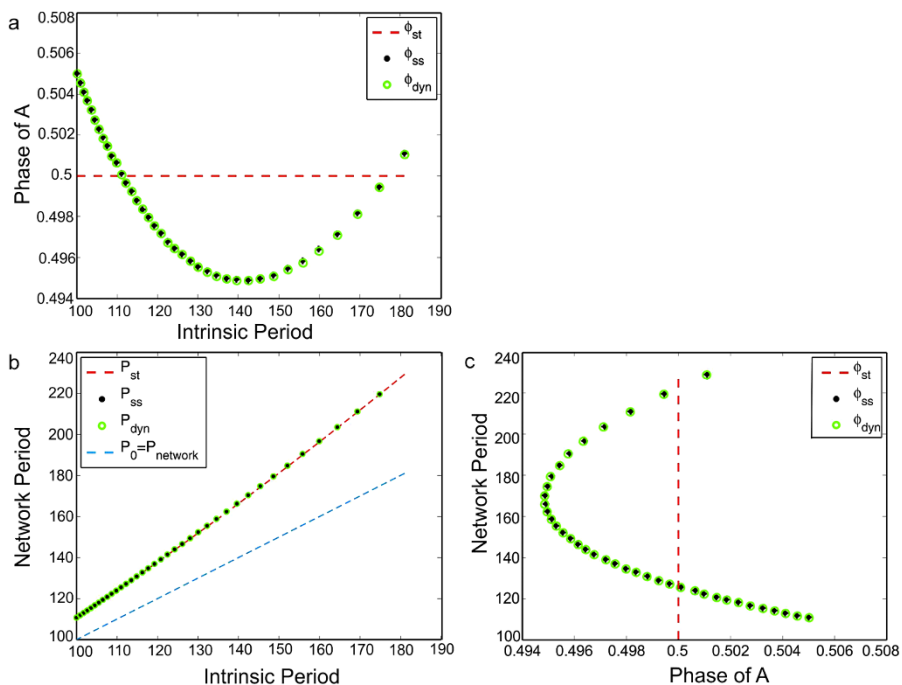 a
0.508
0.506
0.504
0.502
0.5
0.498
0.496
0.494
Phase of A
ϕst
ϕss
ϕdyn
100 110 120 130 140 150 160 170 180 190
Intrinsic Period
b
240
220
200
180
160
140
120
100
Network Period
Pst
Pss
Pdyn
P0=Pnetwork
100 110 120 130 140 150 160 170 180 190
Intrinsic Period
c
240
220
200
180
160
140
120
100
Network Period
ϕst
ϕss
ϕdyn
0.494 0.496 0.498 0.5 0.502 0.504 0.506 0.508
Phase of A